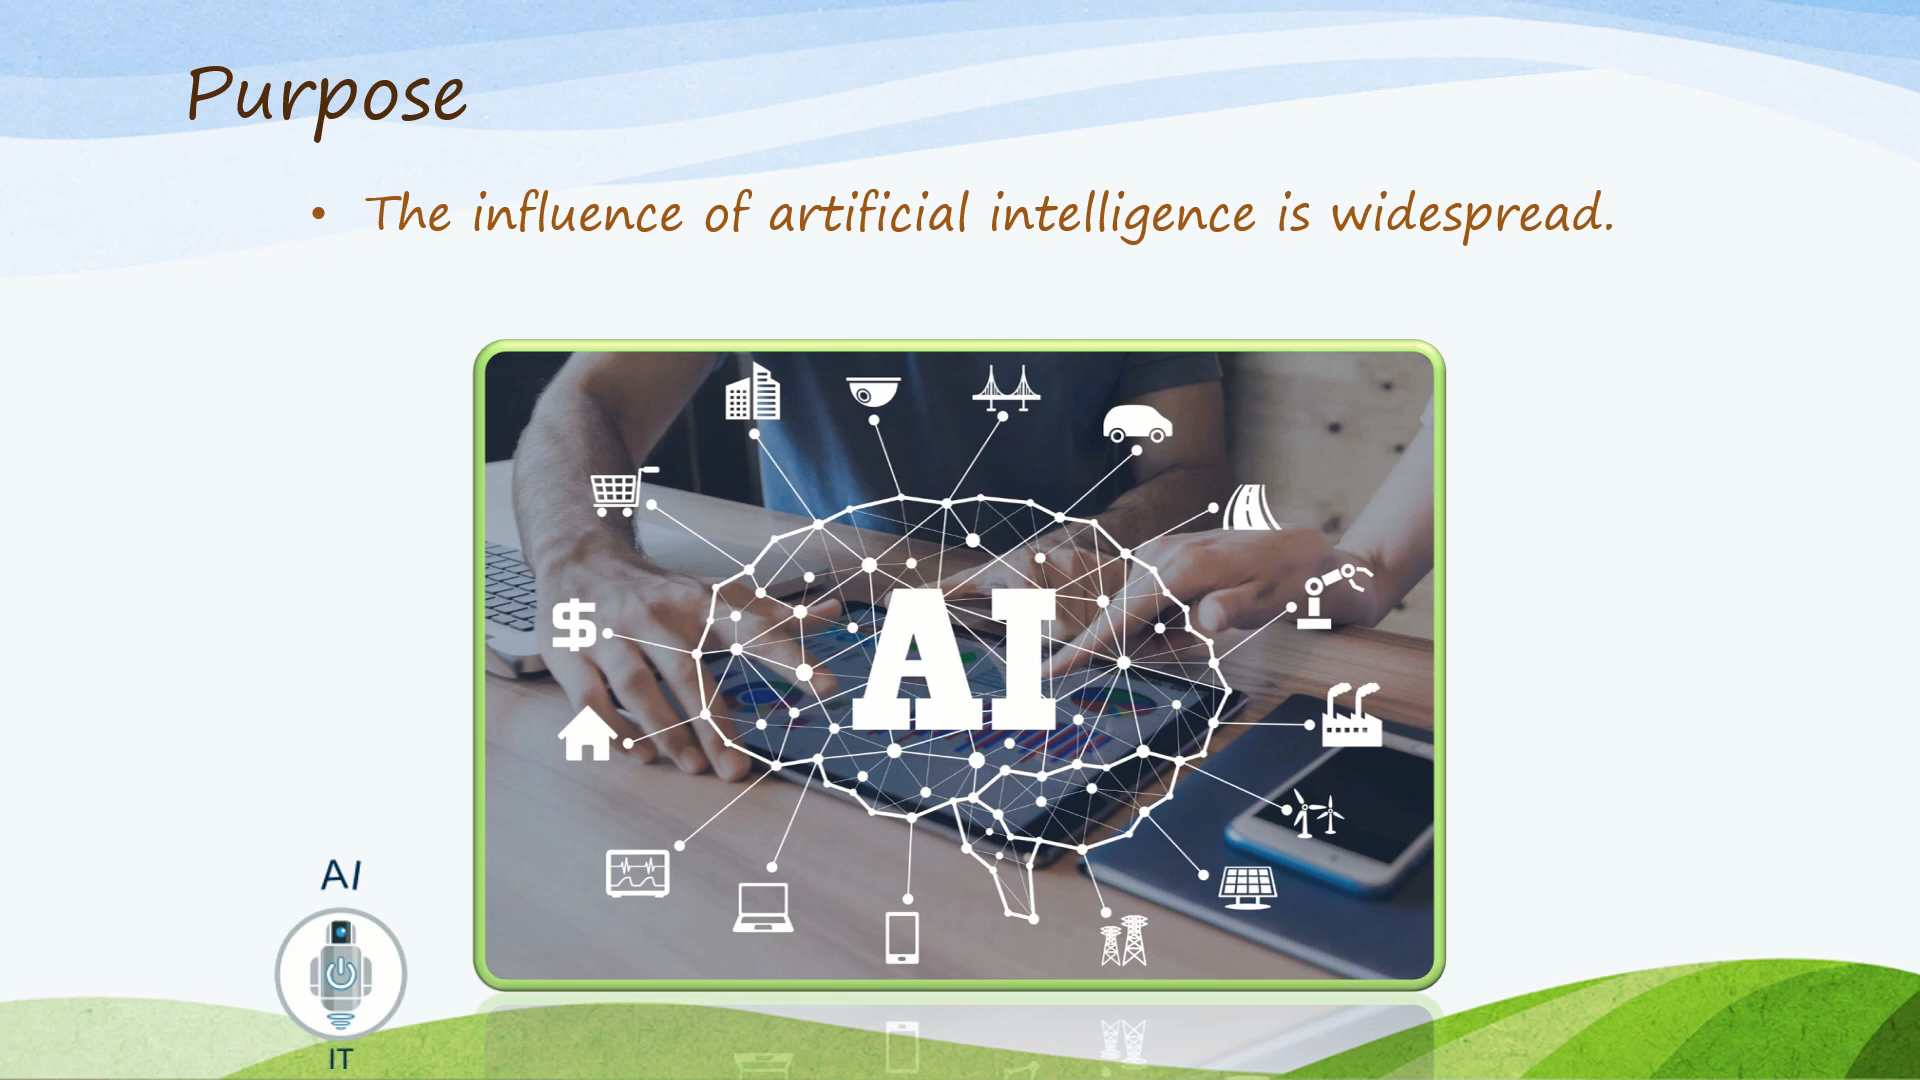 Purpose
• The influence of artificial intelligence is widespread.
$
AI
AI
IT